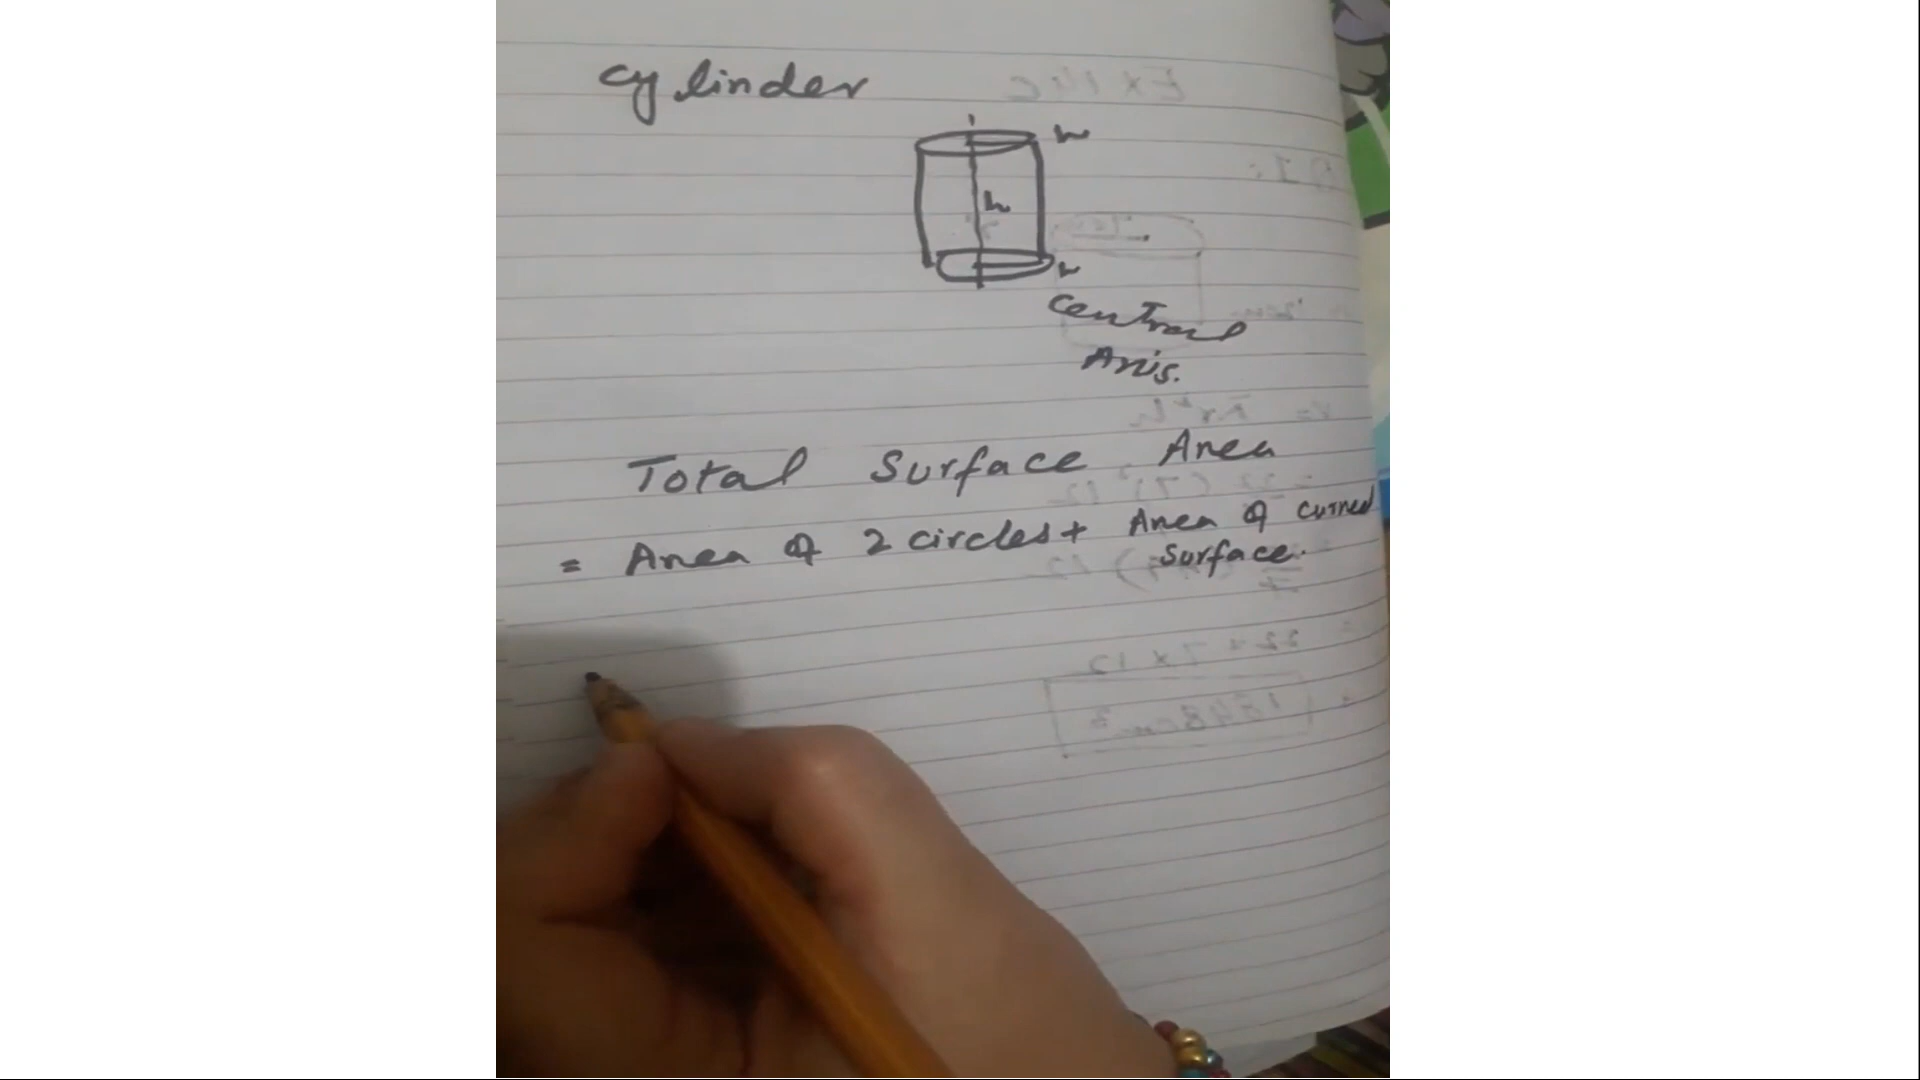 cylinder
r
h
r
central
Axis.
Total Surface Area
= Area of 2 circles + Area of curved
surface.